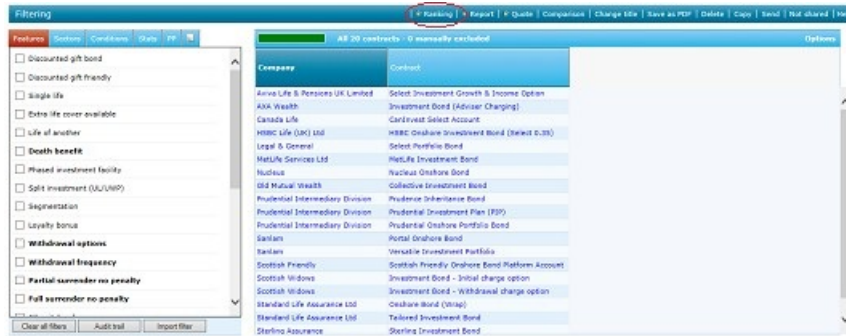 Filtering
Ranking | Report | Quote | Comparison | Change title | Save as PDF | Delete | Copy | Send | Not shared
Features Sectors Conditions Stats PP
Discounted gift bond
Discounted gift friendly
Single life
Extra life cover available
Life of another
Death benefit
Phased investment facility
Split investment (UL/UWP)
Segmentation
Loyalty bonus
Withdrawal options
Withdrawal frequency
Partial surrender no penalty
Full surrender no penalty
Clear all filters Audit trail Import filter
All 20 contracts - 0 manually excluded Options
Company Contract
Aviva Life & Pensions UK Limited Select Investment Growth & Income Option
AXA Wealth Investment Bond (Adviser Charging)
Canada Life CanInvest Select Account
HSBC Life (UK) Ltd HSBC Onshore Investment Bond (Select 0.35)
Legal & General Select Portfolio Bond
MetLife Services Ltd MetLife Investment Bond
Nucleus Nucleus Onshore Bond
Old Mutual Wealth Collective Investment Bond
Prudential Intermediary Division Prudence Inheritance Bond
Prudential Intermediary Division Prudential Investment Plan (PIP)
Prudential Intermediary Division Prudential Onshore Portfolio Bond
Sanlam Portal Onshore Bond
Sanlam Versatile Investment Portfolio
Scottish Friendly Scottish Friendly Onshore Bond Platform Account
Scottish Widows Investment Bond - Initial charge option
Scottish Widows Investment Bond - Withdrawal charge option
Standard Life Assurance Ltd Onshore Bond (Wrap)
Standard Life Assurance Ltd Tailored Investment Bond
Sterling Assurance Sterling Investment Bond